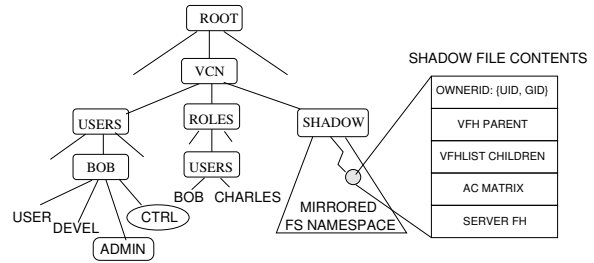 ROOT
VCN
USERS
ROLES
SHADOW
BOB
USERS
USER
DEVEL
ADMIN
CTRL
BOB CHARLES
MIRRORED
FS NAMESPACE
SHADOW FILE CONTENTS
OWNERID: {UID, GID}
VFH PARENT
VFHLIST CHILDREN
AC MATRIX
SERVER FH